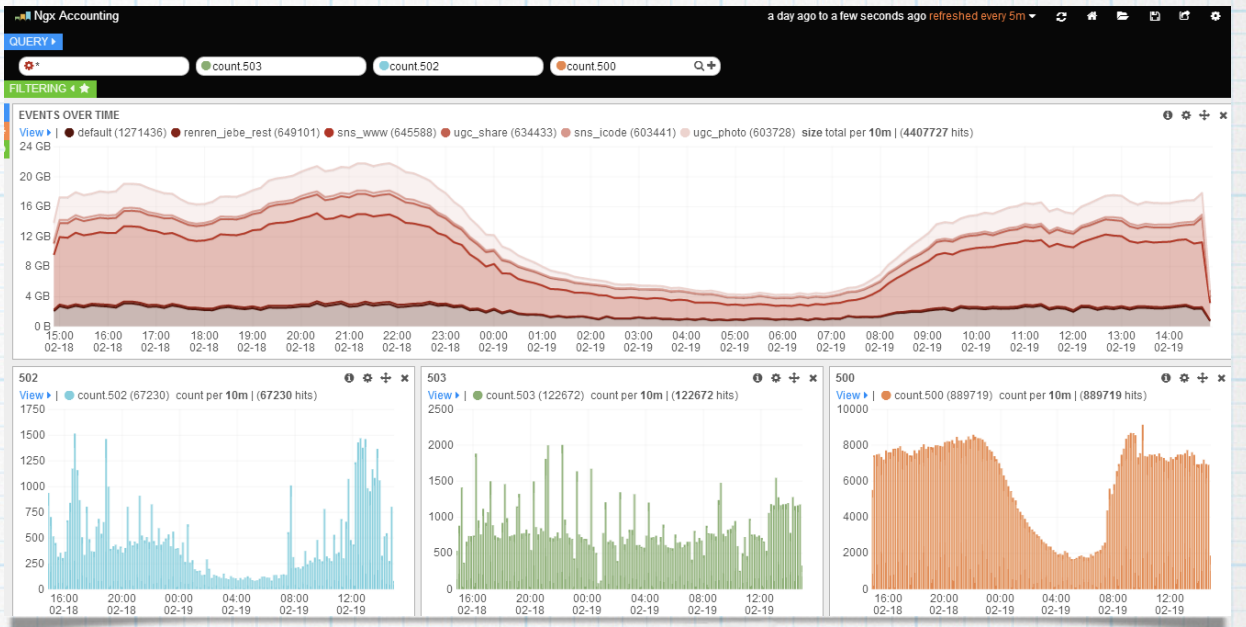 Ngx Accounting
a day ago to a few seconds ago refreshed every 5m
QUERY
*
count.503
count.502
count.500
FILTERING
EVENTS OVER TIME
View | default (1271436) renren_jebe_rest (649101) sns_www (645588) ugc_share (634433) sns_icode (603441) ugc_photo (603728) size total per 10m | (4407727 hits)
24 GB
20 GB
16 GB
12 GB
8 GB
4 GB
0 B
15:00 16:00 17:00 18:00 19:00 20:00 21:00 22:00 23:00 00:00 01:00 02:00 03:00 04:00 05:00 06:00 07:00 08:00 09:00 10:00 11:00 12:00 13:00 14:00
02-18 02-18 02-18 02-18 02-18 02-18 02-18 02-18 02-18 02-19 02-19 02-19 02-19 02-19 02-19 02-19 02-19 02-19 02-19 02-19 02-19 02-19 02-19 02-19
502
View | count.502 (67230) count per 10m | (67230 hits)
1750
1500
1250
1000
750
500
250
0
16:00 20:00 00:00 04:00 08:00 12:00
02-18 02-18 02-19 02-19 02-19 02-19
503
View | count.503 (122672) count per 10m | (122672 hits)
2500
2000
1500
1000
500
0
16:00 20:00 00:00 04:00 08:00 12:00
02-18 02-18 02-19 02-19 02-19 02-19
500
View | count.500 (889719) count per 10m | (889719 hits)
10000
8000
6000
4000
2000
0
16:00 20:00 00:00 04:00 08:00 12:00
02-18 02-18 02-19 02-19 02-19 02-19